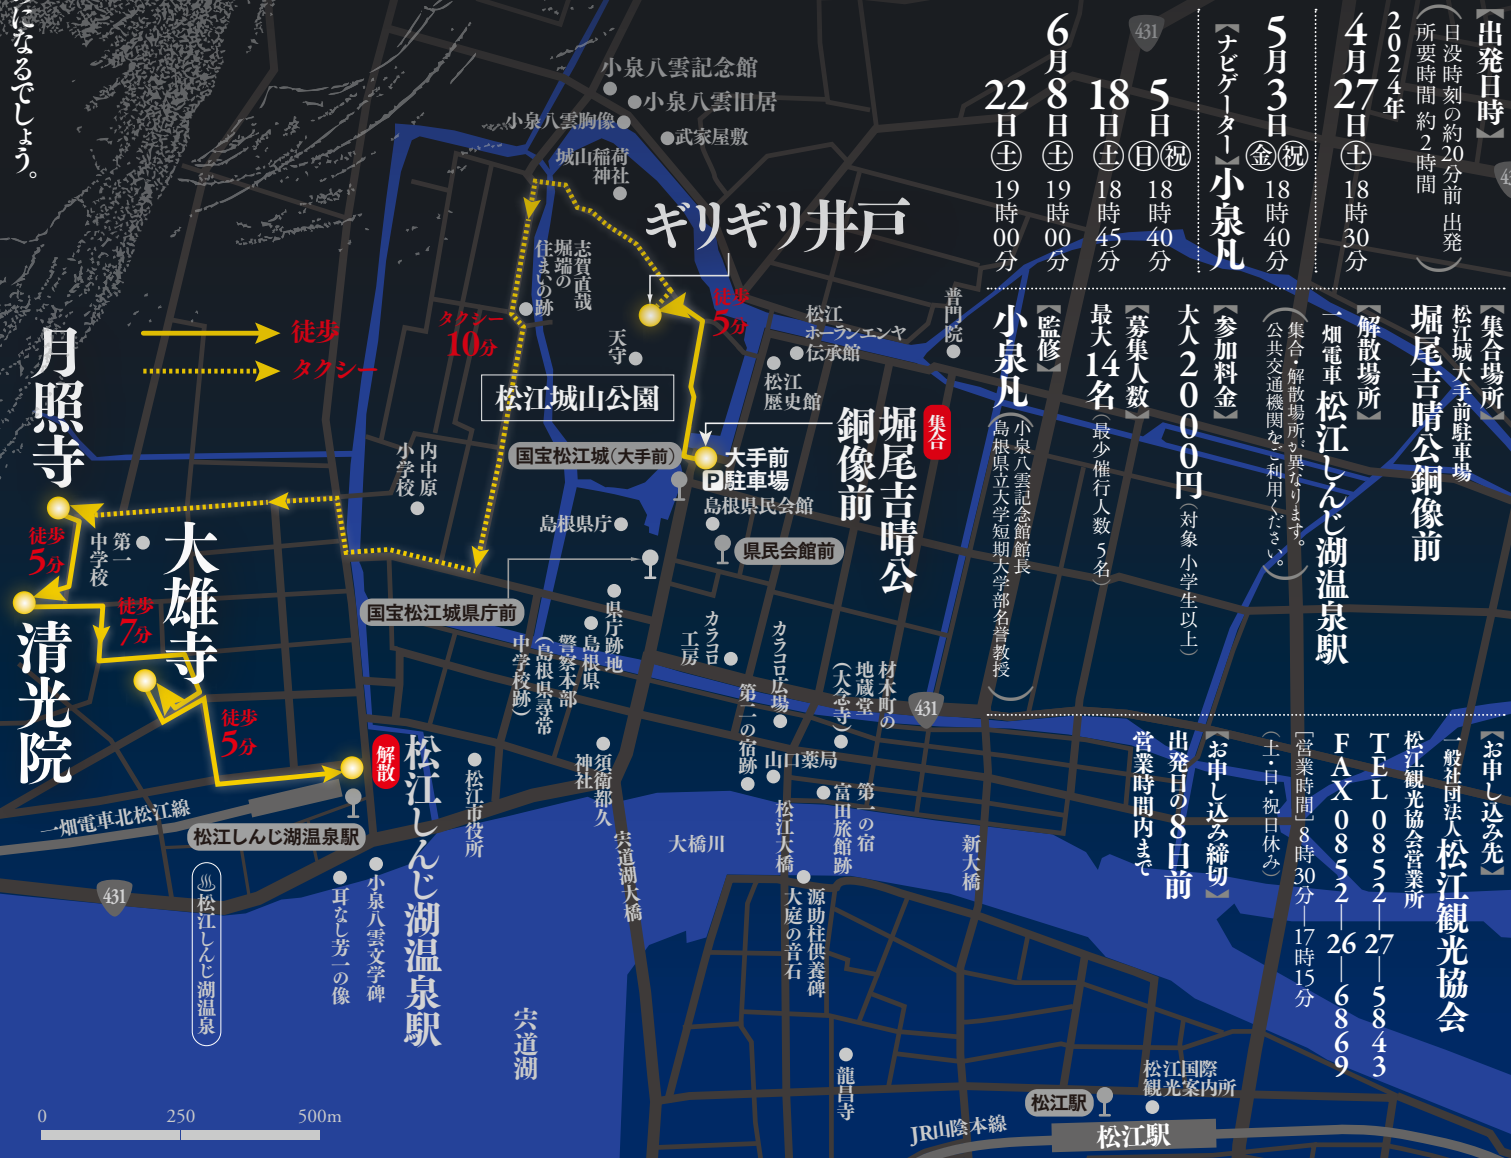 になるでしょう。
【出発日時】
（日没時刻の約20分前 出発
所要時間 約2時間）
2024年
4月27日㊏ 18時30分
5月3日㊎㊗ 18時40分
【ナビゲーター】小泉凡
5日㊐㊗ 18時40分
18日㊏ 18時45分
6月8日㊏ 19時00分
22日㊏ 19時00分
【集合場所】
松江城大手前駐車場
堀尾吉晴公銅像前
【解散場所】
一畑電車 松江しんじ湖温泉駅
（集合・解散場所が異なります。
公共交通機関をご利用ください。）
【参加料金】
大人2000円（対象 小学生以上）
【募集人数】
最大14名（最少催行人数 5名）
【監修】
小泉凡（小泉八雲記念館館長
島根県立大学短期大学部名誉教授）
【お申し込み先】
一般社団法人松江観光協会
松江観光協会営業所
TEL 0852―27―5843
FAX 0852―26―6869
［営業時間］8時30分―17時15分
（土・日・祝日休み）
【お申し込み締切】
出発日の8日前
営業時間内まで
431
43
小泉八雲記念館
小泉八雲旧居
小泉八雲胸像
武家屋敷
城山稲荷
神社
ギリギリ井戸
志賀直哉
堀端の
住まいの跡
徒歩
5分
タクシー
10分
天守
松江
ホーランエンヤ
伝承館
松江
歴史館
普門院
松江城山公園
集合
堀尾吉晴公
銅像前
国宝松江城（大手前）
大手前
P駐車場
島根県民会館
県民会館前
島根県庁
国宝松江城県庁前
内中原
小学校
徒歩
タクシー
月照寺
徒歩
5分
第一
中学校
大雄寺
徒歩
7分
清光院
徒歩
5分
解散
松江しんじ湖温泉駅
一畑電車北松江線
松江しんじ湖温泉駅
431
♨松江しんじ湖温泉
耳なし芳一の像
小泉八雲文学碑
松江市役所
県庁跡地
島根県
警察本部
（島根県尋常
中学校跡）
須衛都久
神社
カラコロ
工房
カラコロ広場
第二の宿跡
山口薬局
材木町の
地蔵堂
（大念寺）
431
第一の宿
富田旅館跡
宍道湖大橋
大橋川
松江大橋
新大橋
源助柱供養碑
大庭の音石
宍道湖
龍昌寺
松江国際
観光案内所
松江駅
JR山陰本線
松江駅
0 250 500m